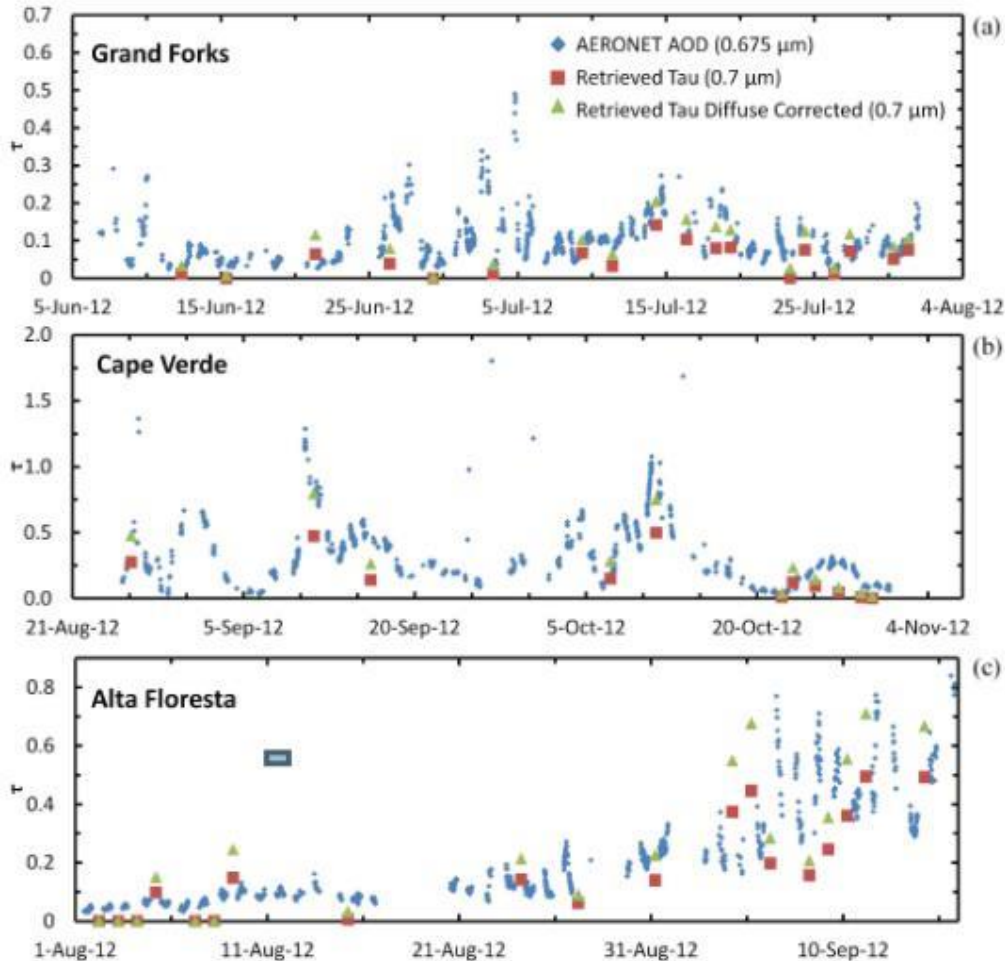 (a)
0.7
0.6
0.5
0.4
0.3
0.2
0.1
0
τ
Grand Forks
AERONET AOD (0.675 µm)
Retrieved Tau (0.7 µm)
Retrieved Tau Diffuse Corrected (0.7 µm)
5-Jun-12 15-Jun-12 25-Jun-12 5-Jul-12 15-Jul-12 25-Jul-12 4-Aug-12
(b)
2.0
1.5
1.0
0.5
0.0
τ
Cape Verde
21-Aug-12 5-Sep-12 20-Sep-12 5-Oct-12 20-Oct-12 4-Nov-12
(c)
0.8
0.6
0.4
0.2
0
τ
Alta Floresta
1-Aug-12 11-Aug-12 21-Aug-12 31-Aug-12 10-Sep-12